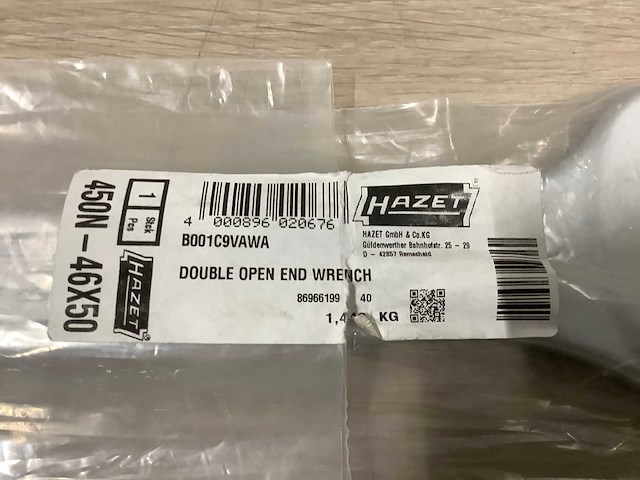 450N - 46X50
1 Stck
Pcs
HAZET
4 000896 020676
B001C9VAWA
DOUBLE OPEN END WRENCH
86966199 40
KG
HAZET
HAZET GmbH & Co.KG
Güldenwerther Bahnhofstr. 25 - 29
D - 42857 Remscheid